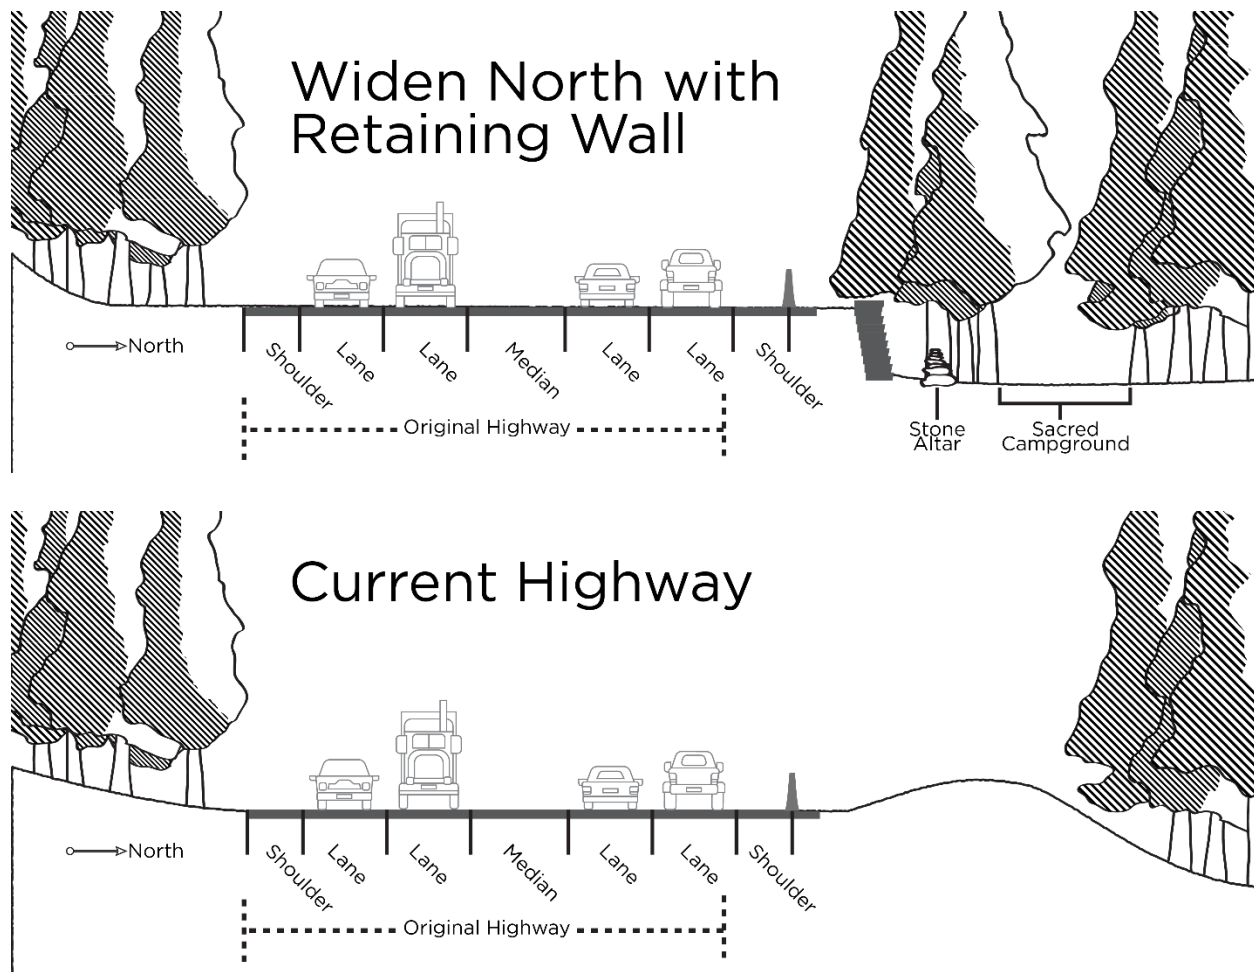 Widen North with
Retaining Wall
North
Shoulder
Lane
Lane
Median
Lane
Lane
Shoulder
Original Highway
Stone
Altar
Sacred
Campground
Current Highway
North
Shoulder
Lane
Lane
Median
Lane
Lane
Shoulder
Original Highway